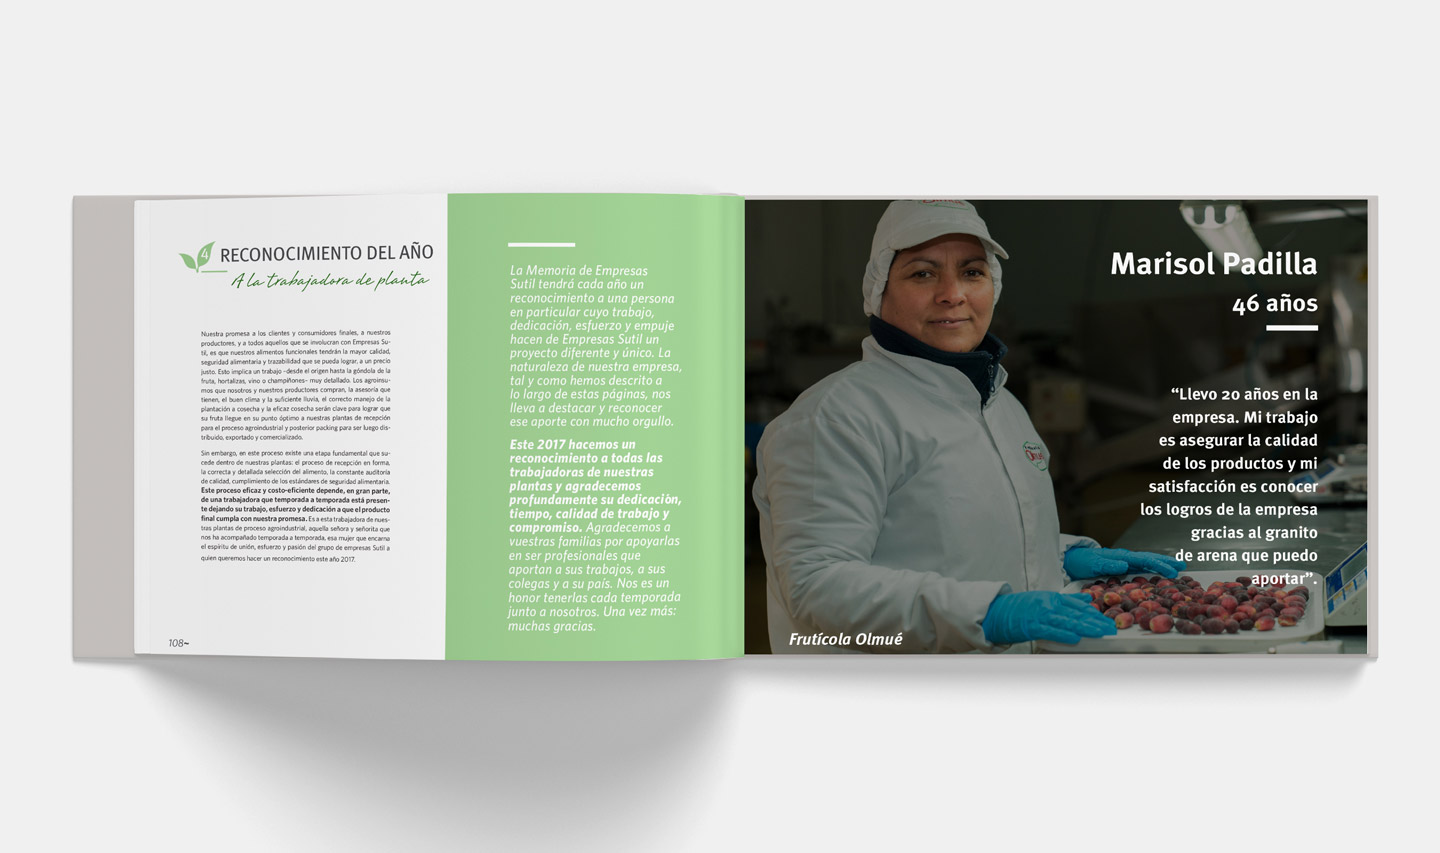 4
RECONOCIMIENTO DEL AÑO
A la trabajadora de planta
Nuestra promesa a los clientes y consumidores finales, a nuestros
productores, y a todos aquellos que se involucran con Empresas Su-
til, es que nuestros alimentos funcionales tendrán la mayor calidad,
seguridad alimentaria y trazabilidad que se pueda lograr, a un precio
justo. Esto implica un trabajo -desde el origen hasta la góndola de la
fruta, hortalizas, vino o champiñones- muy detallado. Los agroinsu-
mos que nosotros y nuestros productores compran, la asesoría que
tienen, el buen clima y la suficiente lluvia, el correcto manejo de la
plantación a cosecha y la eficaz cosecha serán clave para lograr que
su fruta llegue en su punto óptimo a nuestras plantas de recepción
para el proceso agroindustrial y posterior packing para ser luego dis-
tribuido, exportado y comercializado.
Sin embargo, en este proceso existe una etapa fundamental que su-
cede dentro de nuestras plantas: el proceso de recepción en forma,
la correcta y detallada selección del alimento, la constante auditoría
de calidad, cumplimiento de los estándares de seguridad alimentaria.
Este proceso eficaz y costo-eficiente depende, en gran parte,
de una trabajadora que temporada a temporada está presen-
te dejando su trabajo, esfuerzo y dedicación a que el producto
final cumpla con nuestra promesa. Es a esta trabajadora de nues-
tras plantas de proceso agroindustrial, aquella señora y señorita que
nos ha acompañado temporada a temporada, esa mujer que encarna
el espíritu de unión, esfuerzo y pasión del grupo de empresas Sutil a
quien queremos hacer un reconocimiento este año 2017.
108~
La Memoria de Empresas
Sutil tendrá cada año un
reconocimiento a una persona
en particular cuyo trabajo,
dedicación, esfuerzo y empuje
hacen de Empresas Sutil un
proyecto diferente y único. La
naturaleza de nuestra empresa,
tal y como hemos descrito a
lo largo de estas páginas, nos
lleva a destacar y reconocer
ese aporte con mucho orgullo.
Este 2017 hacemos un
reconocimiento a todas las
trabajadoras de nuestras
plantas y agradecemos
profundamente su dedicaciòn,
tiempo, calidad de trabajo y
compromiso. Agradecemos a
vuestras familias por apoyarlas
en ser profesionales que
aportan a sus trabajos, a sus
colegas y a su país. Nos es un
honor tenerlas cada temporada
junto a nosotros. Una vez más:
muchas gracias.
Marisol Padilla
46 años
“Llevo 20 años en la
empresa. Mi trabajo
es asegurar la calidad
de los productos y mi
satisfacción es conocer
los logros de la empresa
gracias al granito
de arena que puedo
aportar”.
Frutícola Olmué